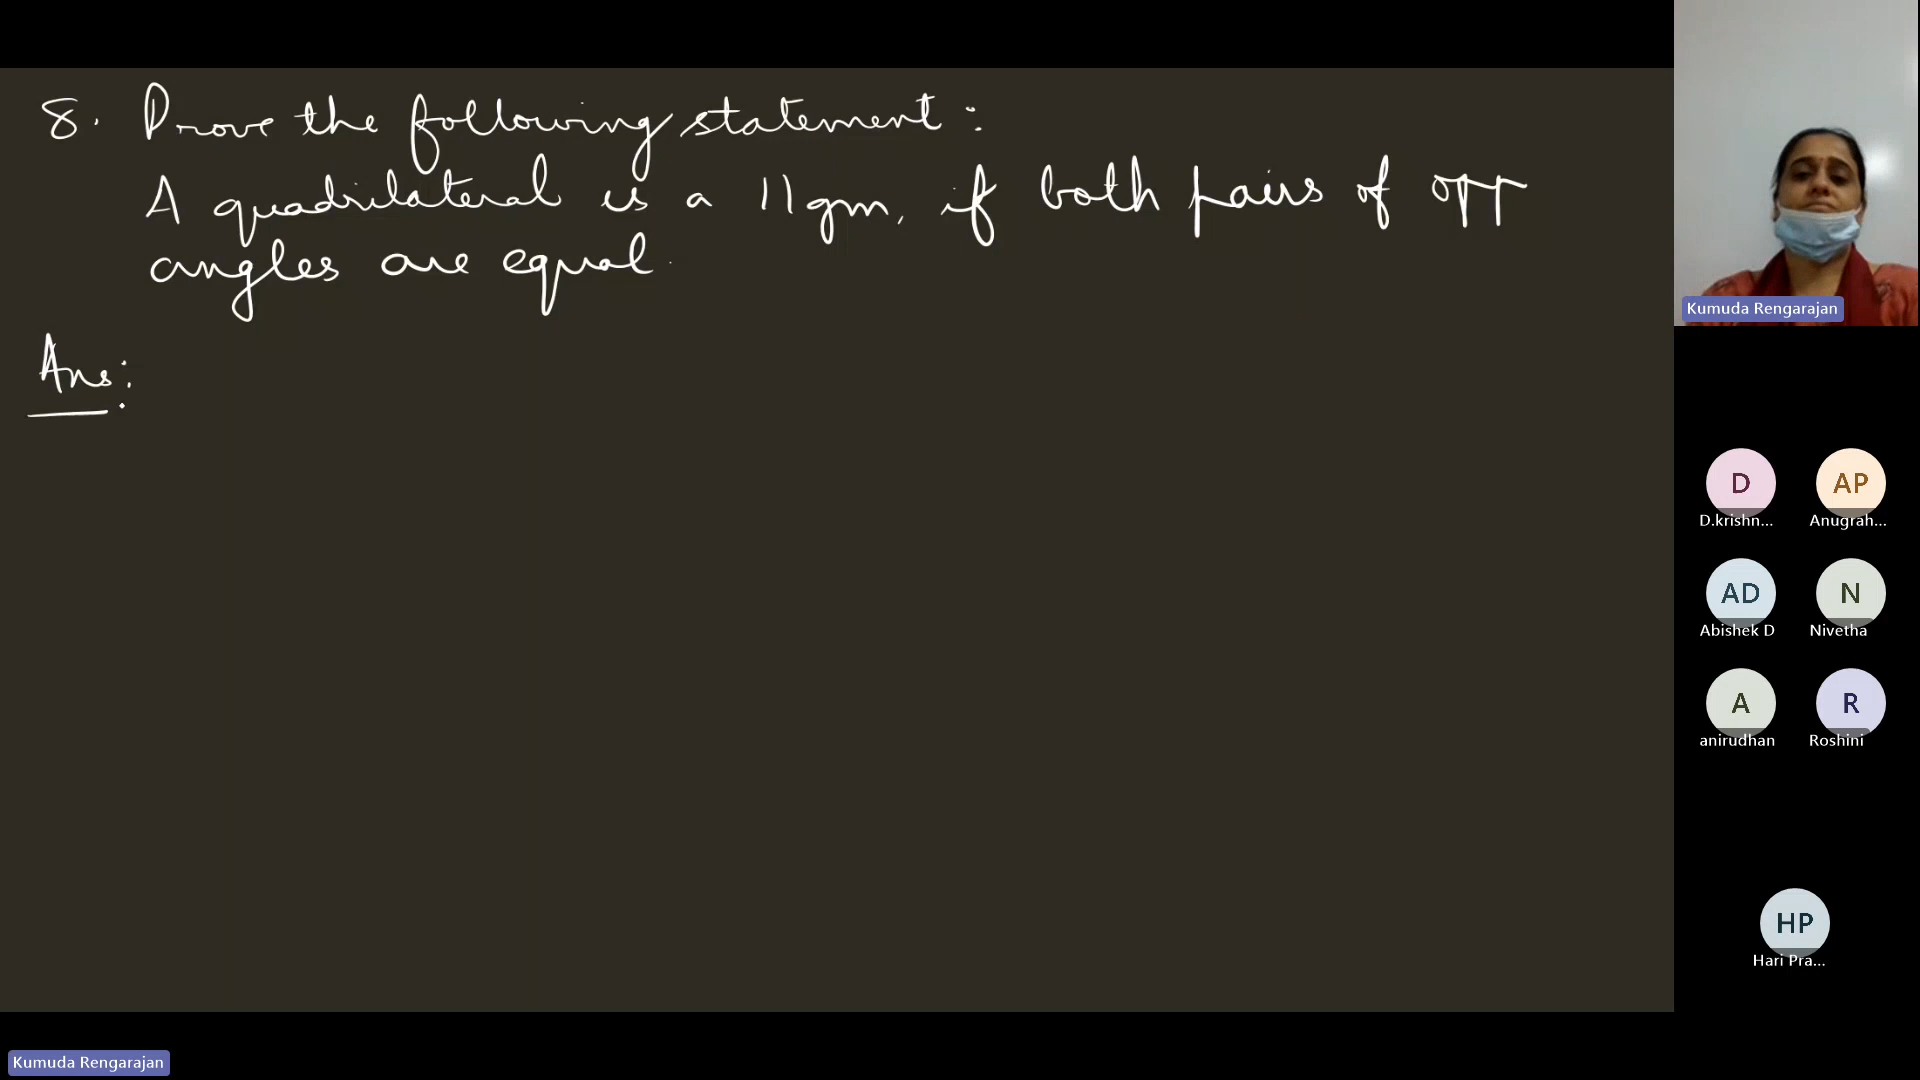 8. Prove the following statement:
A quadrilateral is a ||gm, if both pairs of opp
angles are equal.
Ans:
Kumuda Rengarajan
D
D.krishn...
AP
Anugrah...
AD
Abishek D
N
Nivetha
A
anirudhan
R
Roshini
HP
Hari Pra...
Kumuda Rengarajan